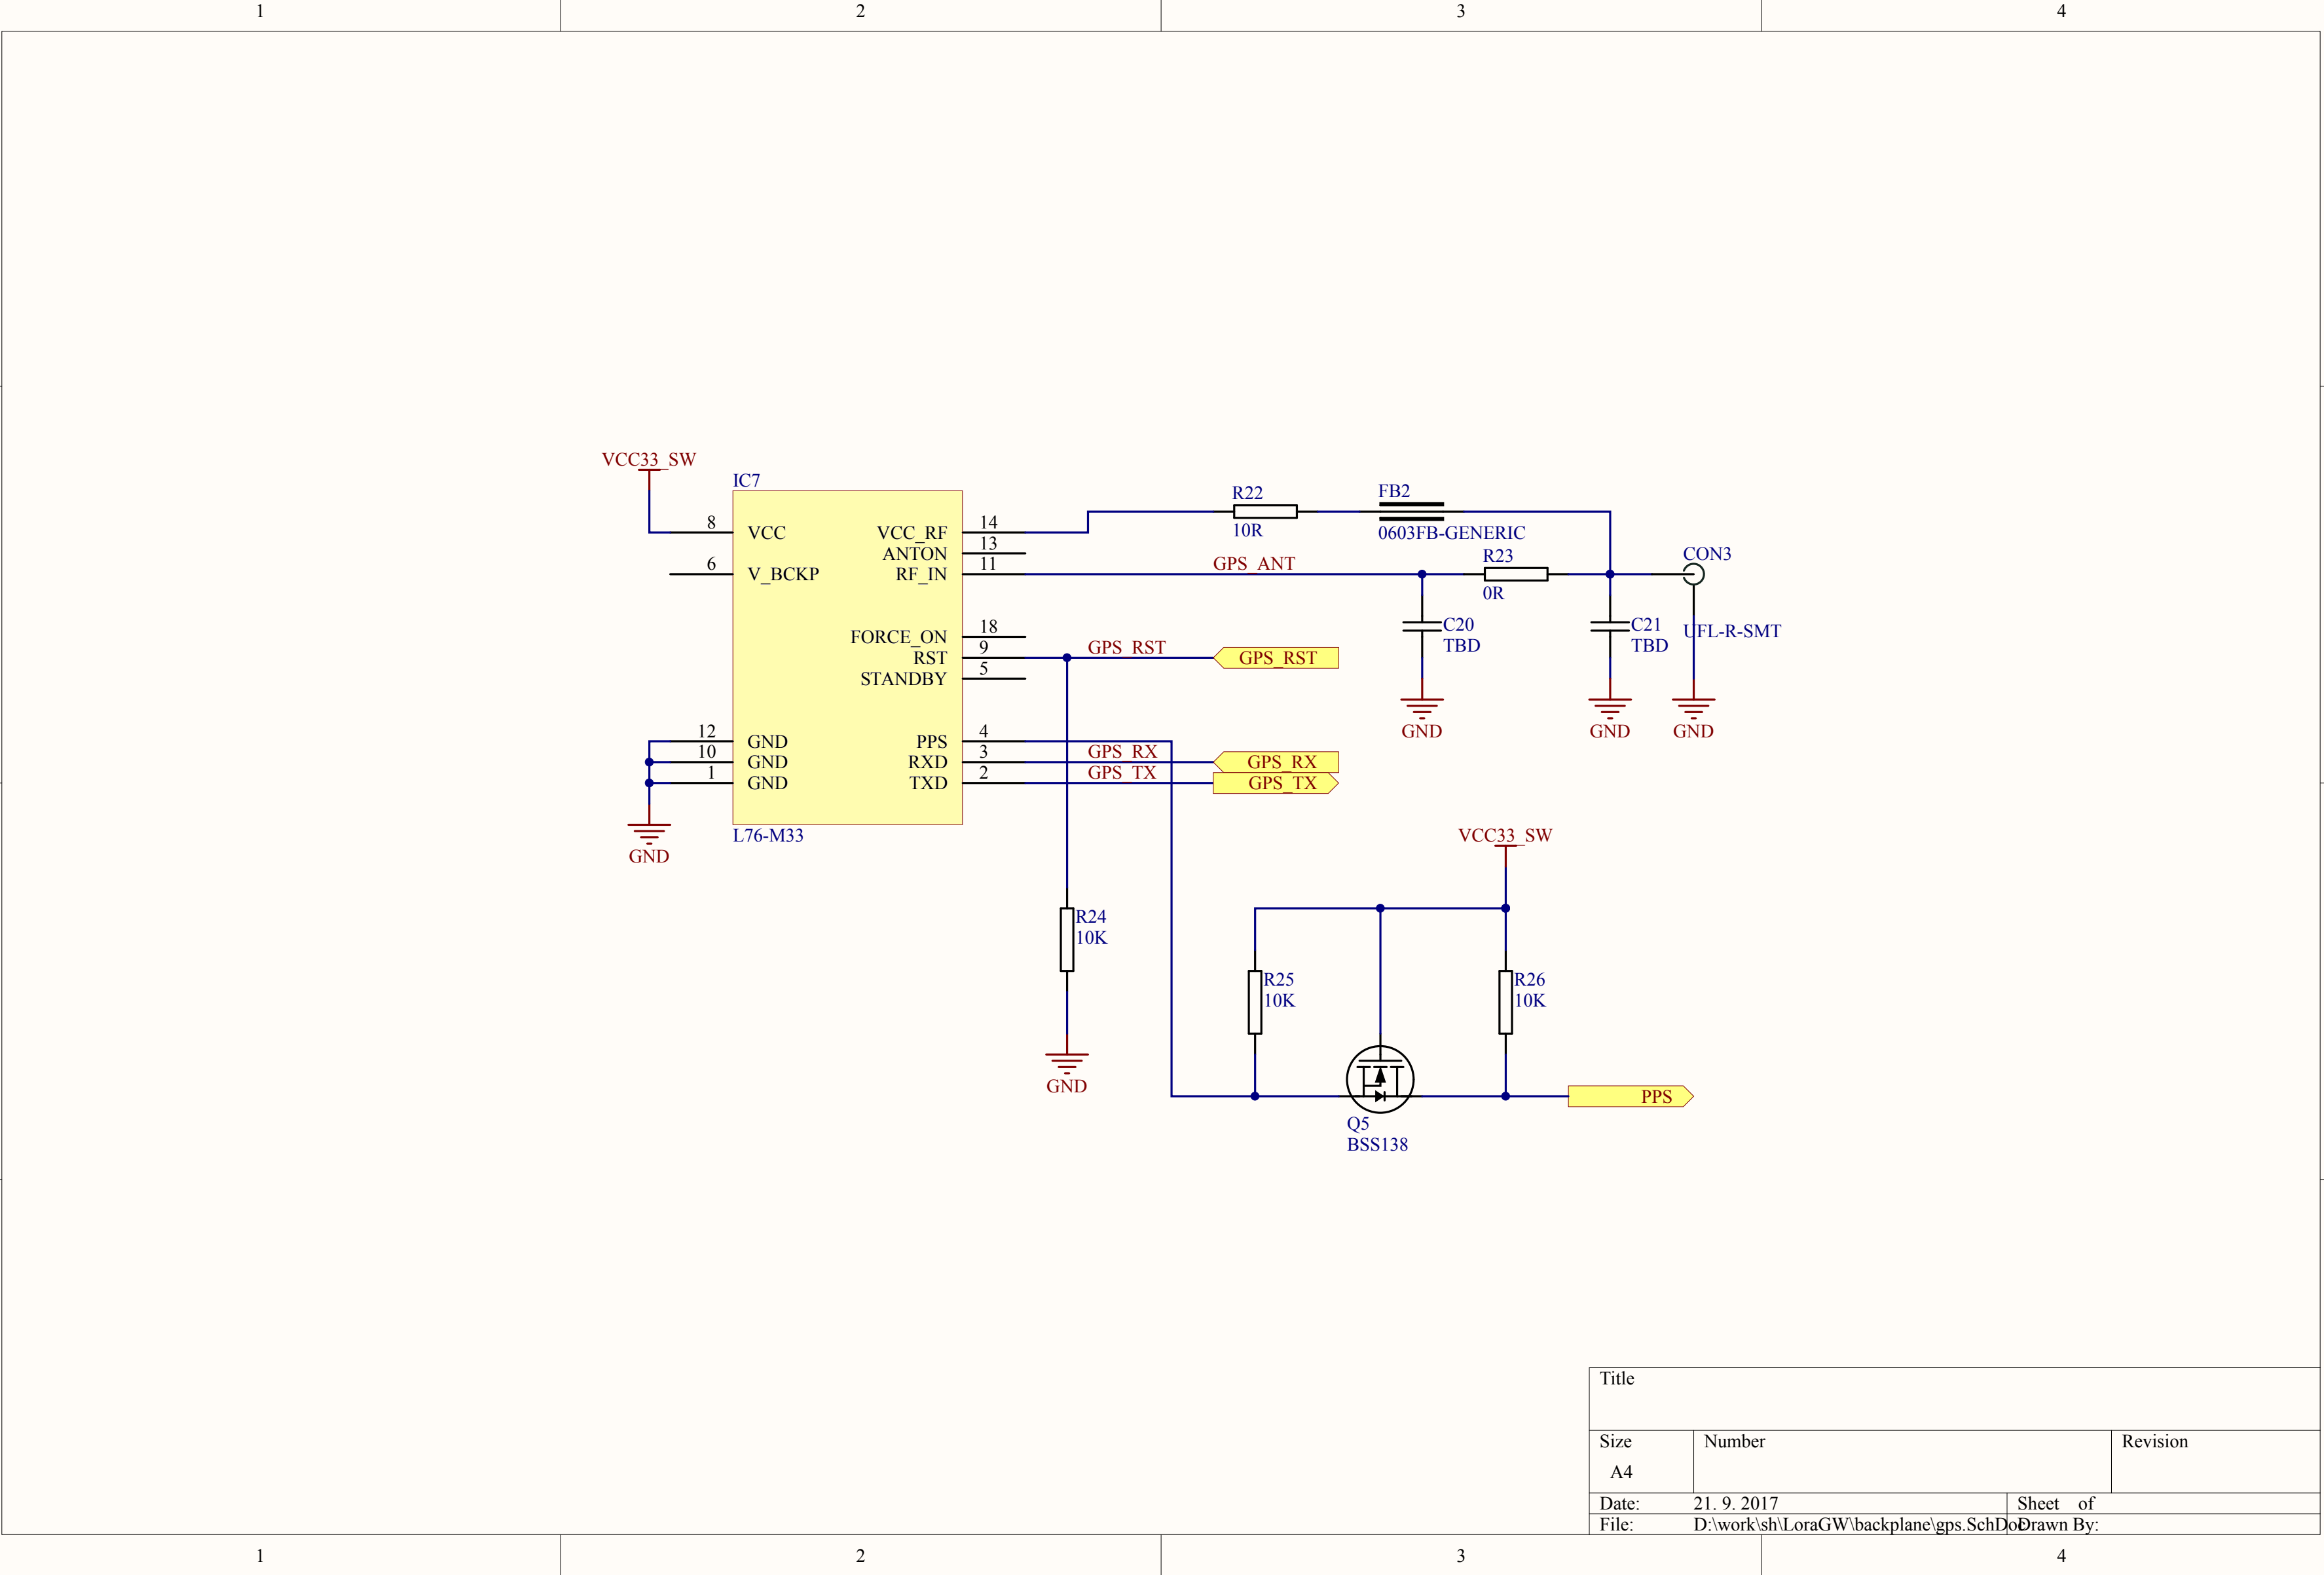 1 2 3 4
VCC33_SW
IC7
8 VCC
6 V_BCKP
12 GND
10 GND
1 GND
GND
VCC_RF 14
ANTON 13
RF_IN 11
FORCE_ON 18
RST 9
STANDBY 5
PPS 4
RXD 3
TXD 2
L76-M33
R22
10R
FB2
0603FB-GENERIC
GPS_ANT
R23
0R
CON3
UFL-R-SMT
C20
TBD
C21
TBD
GND
GND
GND
GPS_RST
GPS_RST
GPS_RX
GPS_RX
GPS_TX
GPS_TX
R24
10K
GND
VCC33_SW
R25
10K
R26
10K
Q5
BSS138
PPS
Title
Size
A4
Number
Revision
Date: 21. 9. 2017
Sheet of
File: D:\work\sh\LoraGW\backplane\gps.SchDoc
Drawn By:
1 2 3 4